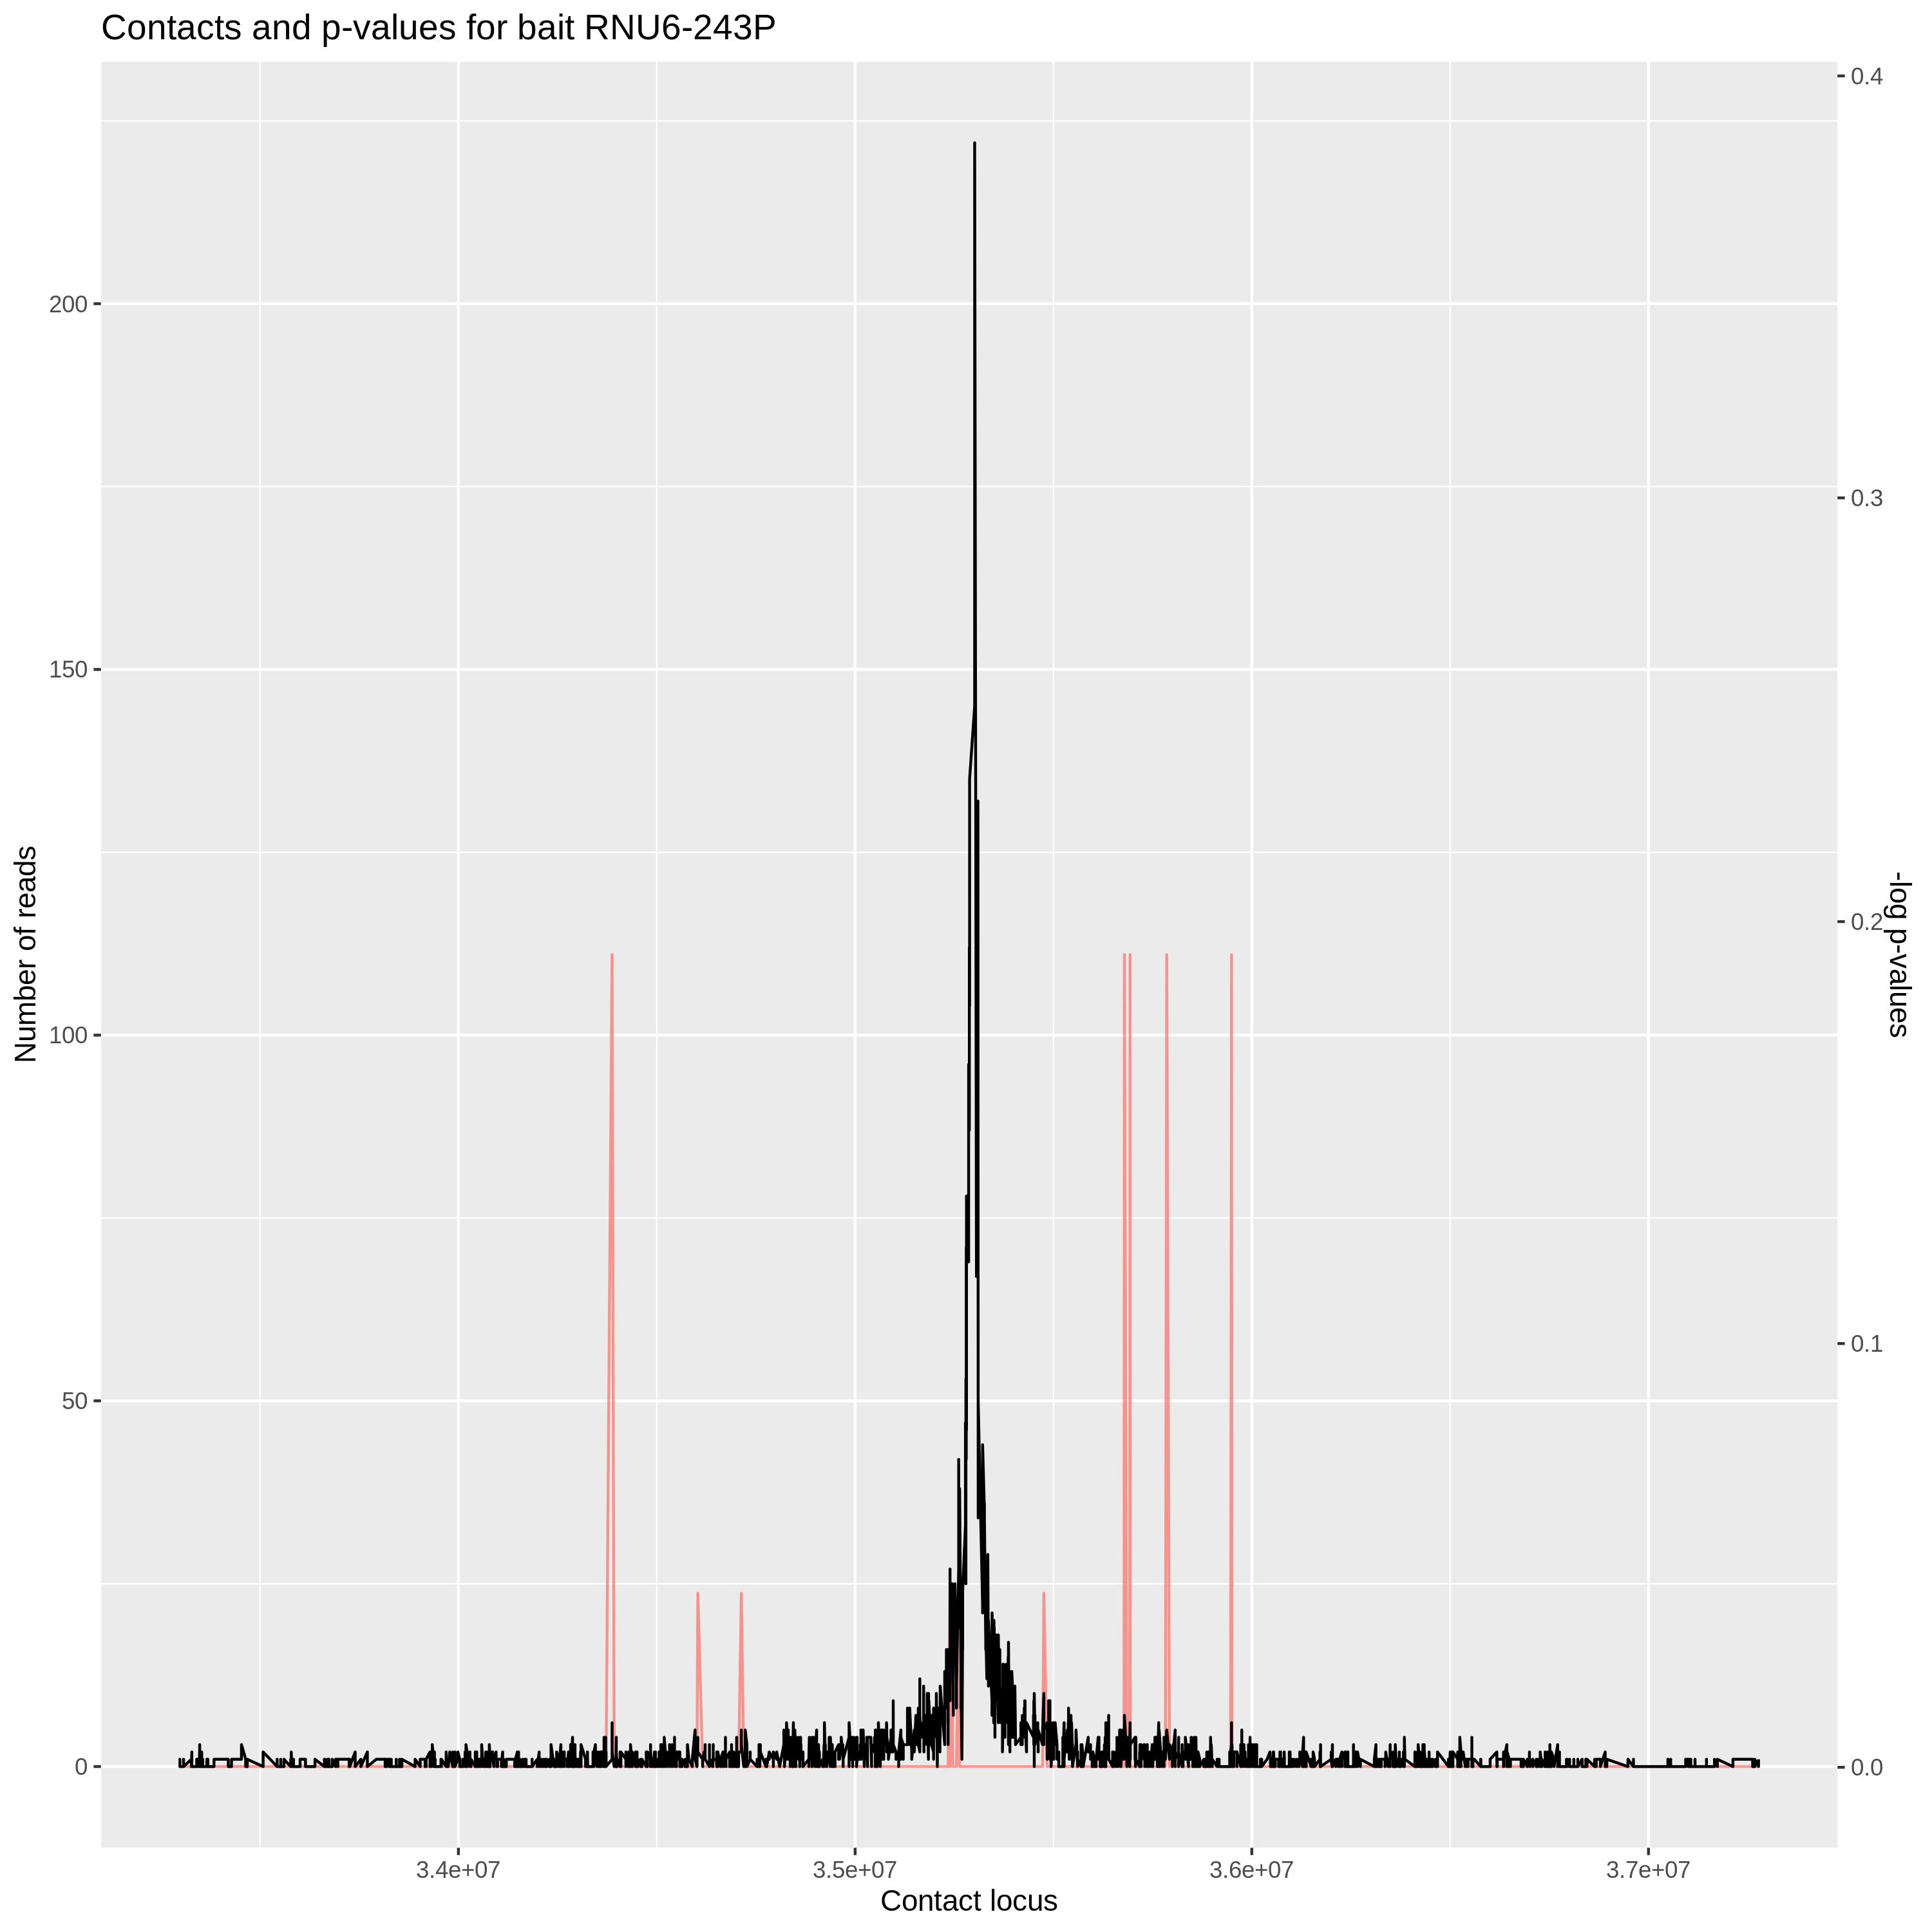 Contacts and p-values for bait RNU6-243P
0.4
200
0.3
150
Number of reads
0.2
-log p-values
100
0.1
50
0
0.0
3.4e+07 3.5e+07 3.6e+07 3.7e+07
Contact locus